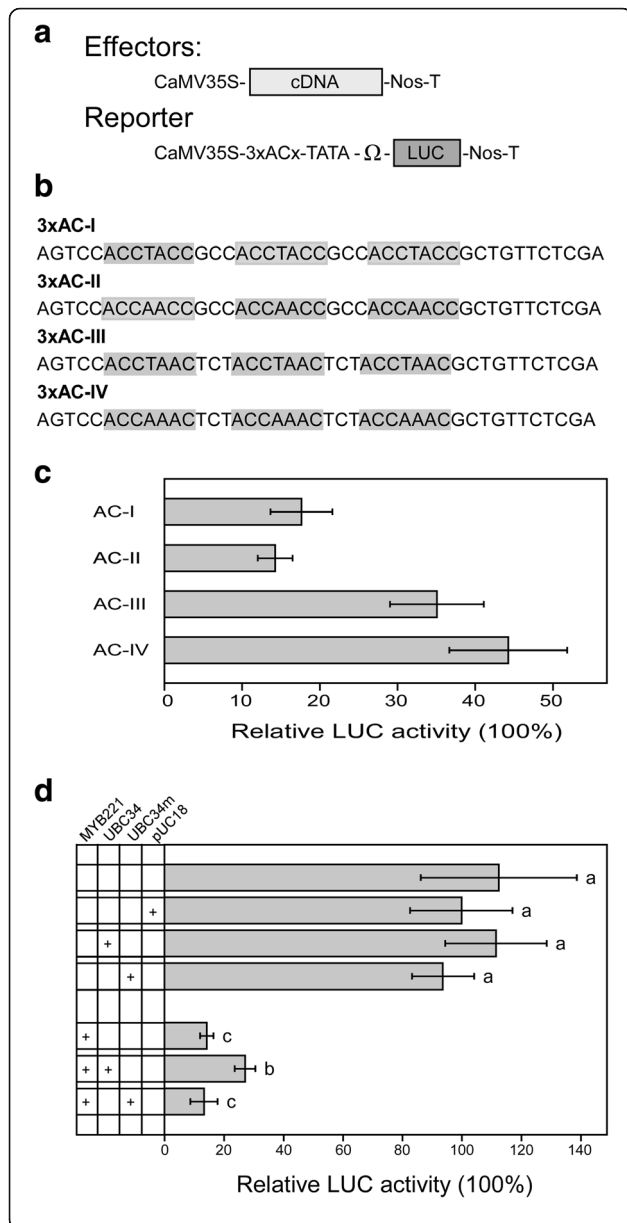 a
Effectors:
CaMV35S- cDNA -Nos-T
Reporter
CaMV35S-3xACx-TATA - Ω - LUC -Nos-T
b
3xAC-I
AGTCCACCTACCGCCACCTACCGCCACCTACCGCTGTTCTCGA
3xAC-II
AGTCCACCAACCGCCACCAACCGCCACCAACCGCTGTTCTCGA
3xAC-III
AGTCCACCTAACTCTACCTAACTCTACCTAACGCTGTTCTCGA
3xAC-IV
AGTCCACCAAACTCTACCAAACTCTACCAAACGCTGTTCTCGA
c
AC-I
AC-II
AC-III
AC-IV
0 10 20 30 40 50
Relative LUC activity (100%)
d
MYB221 UBC34 UBC34m pUC18
a
+ a
+ a
+ a
+ c
+ + b
+ + c
0 20 40 60 80 100 120 140
Relative LUC activity (100%)